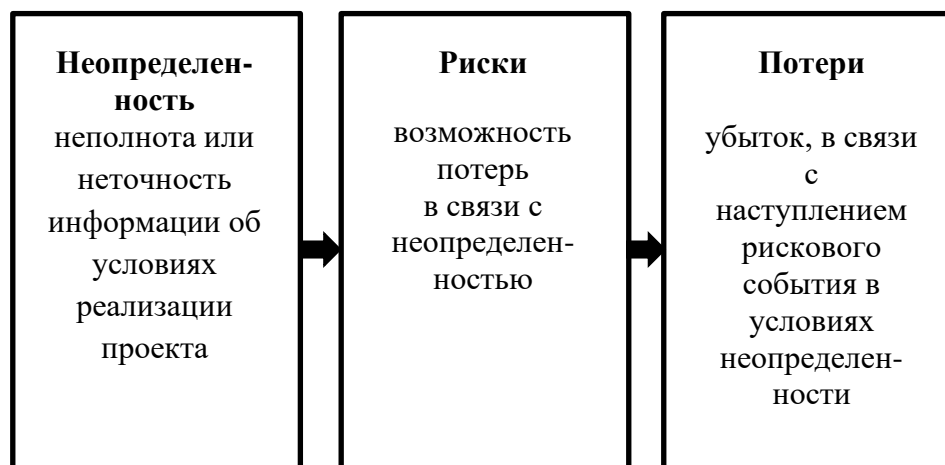 Неопределен-
ность
неполнота или
неточность
информации об
условиях
реализации
проекта
Риски
возможность
потерь
в связи с
неопределен-
ностью
Потери
убыток, в связи
с
наступлением
рискового
события в
условиях
неопределен-
ности